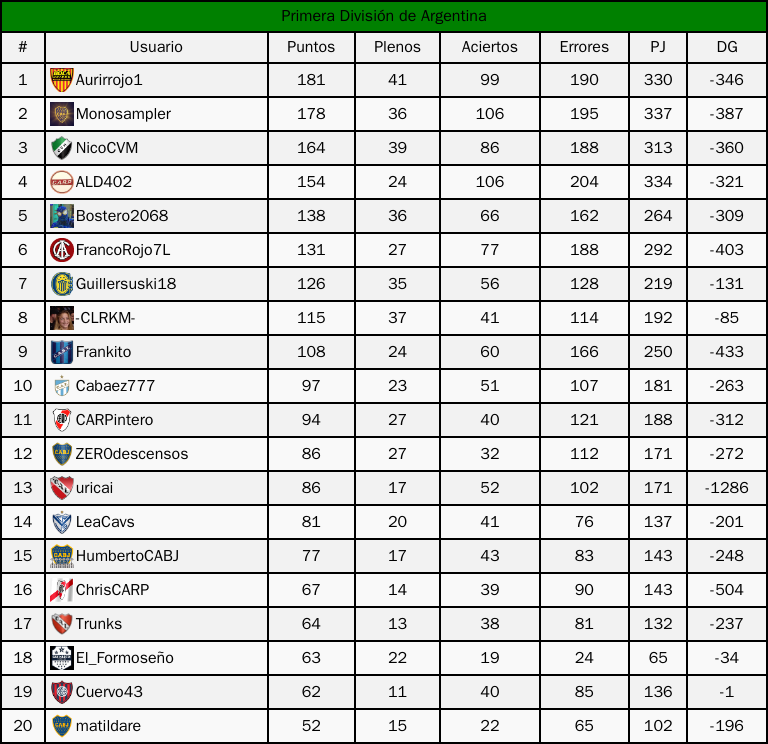 Primera División de Argentina
# Usuario Puntos Plenos Aciertos Errores PJ DG
1 Aurirrojo1 181 41 99 190 330 -346
2 Monosampler 178 36 106 195 337 -387
3 NicoCVM 164 39 86 188 313 -360
4 ALD402 154 24 106 204 334 -321
5 Bostero2068 138 36 66 162 264 -309
6 FrancoRojo7L 131 27 77 188 292 -403
7 Guillersuski18 126 35 56 128 219 -131
8 -CLRKM- 115 37 41 114 192 -85
9 Frankito 108 24 60 166 250 -433
10 Cabaez777 97 23 51 107 181 -263
11 CARPintero 94 27 40 121 188 -312
12 ZEROdescensos 86 27 32 112 171 -272
13 uricai 86 17 52 102 171 -1286
14 LeaCavs 81 20 41 76 137 -201
15 HumbertoCABJ 77 17 43 83 143 -248
16 ChrisCARP 67 14 39 90 143 -504
17 Trunks 64 13 38 81 132 -237
18 El_Formoseño 63 22 19 24 65 -34
19 Cuervo43 62 11 40 85 136 -1
20 matildare 52 15 22 65 102 -196